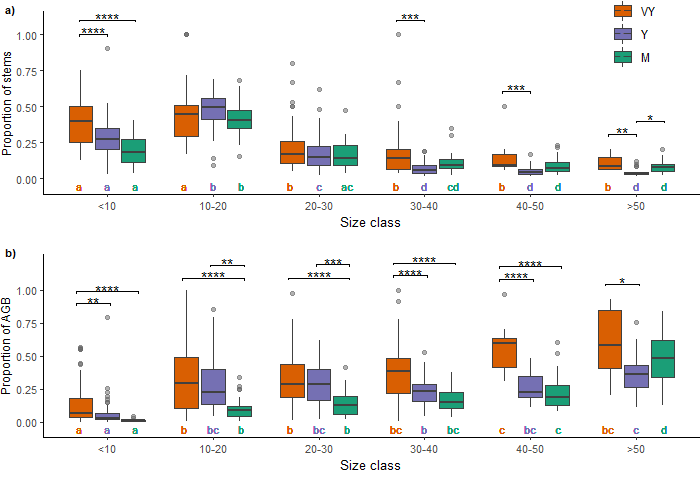 a)
VY
Y
M
Proportion of stems
1.00
0.75
0.50
0.25
0.00
**** **** *** *** ** *
a a a a b b b c ac b d cd b d d b d d
<10 10-20 20-30 30-40 40-50 >50
Size class
b)
Proportion of AGB
1.00
0.75
0.50
0.25
0.00
**** ** ** **** *** **** **** **** **** **** *
a a a b bc b b bc b bc b bc c bc c bc c d
<10 10-20 20-30 30-40 40-50 >50
Size class